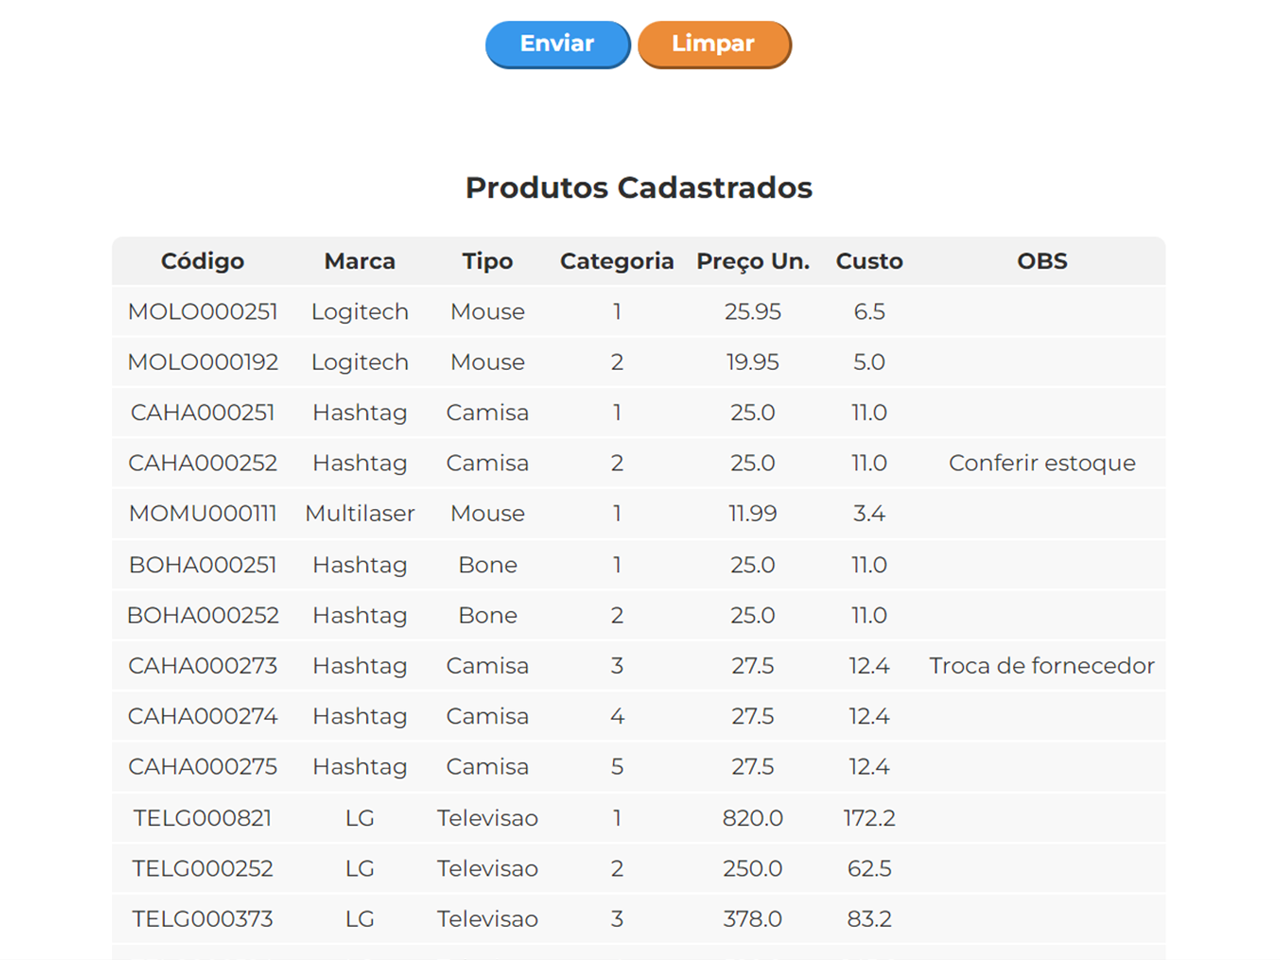 Enviar Limpar
Produtos Cadastrados
Código Marca Tipo Categoria Preço Un. Custo OBS
MOLO000251 Logitech Mouse 1 25.95 6.5
MOLO000192 Logitech Mouse 2 19.95 5.0
CAHA000251 Hashtag Camisa 1 25.0 11.0
CAHA000252 Hashtag Camisa 2 25.0 11.0 Conferir estoque
MOMU000111 Multilaser Mouse 1 11.99 3.4
BOHA000251 Hashtag Bone 1 25.0 11.0
BOHA000252 Hashtag Bone 2 25.0 11.0
CAHA000273 Hashtag Camisa 3 27.5 12.4 Troca de fornecedor
CAHA000274 Hashtag Camisa 4 27.5 12.4
CAHA000275 Hashtag Camisa 5 27.5 12.4
TELG000821 LG Televisao 1 820.0 172.2
TELG000252 LG Televisao 2 250.0 62.5
TELG000373 LG Televisao 3 378.0 83.2